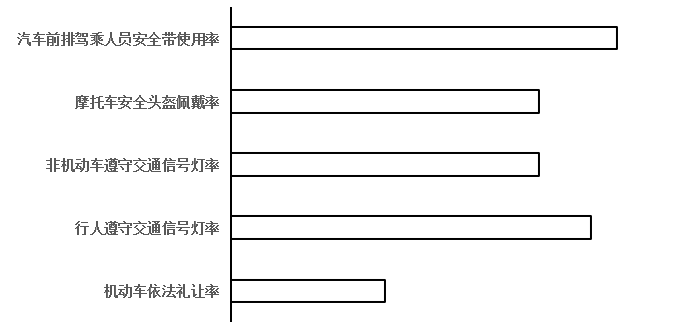 汽车前排驾乘人员安全带使用率
摩托车安全头盔佩戴率
非机动车遵守交通信号灯率
行人遵守交通信号灯率
机动车依法礼让率